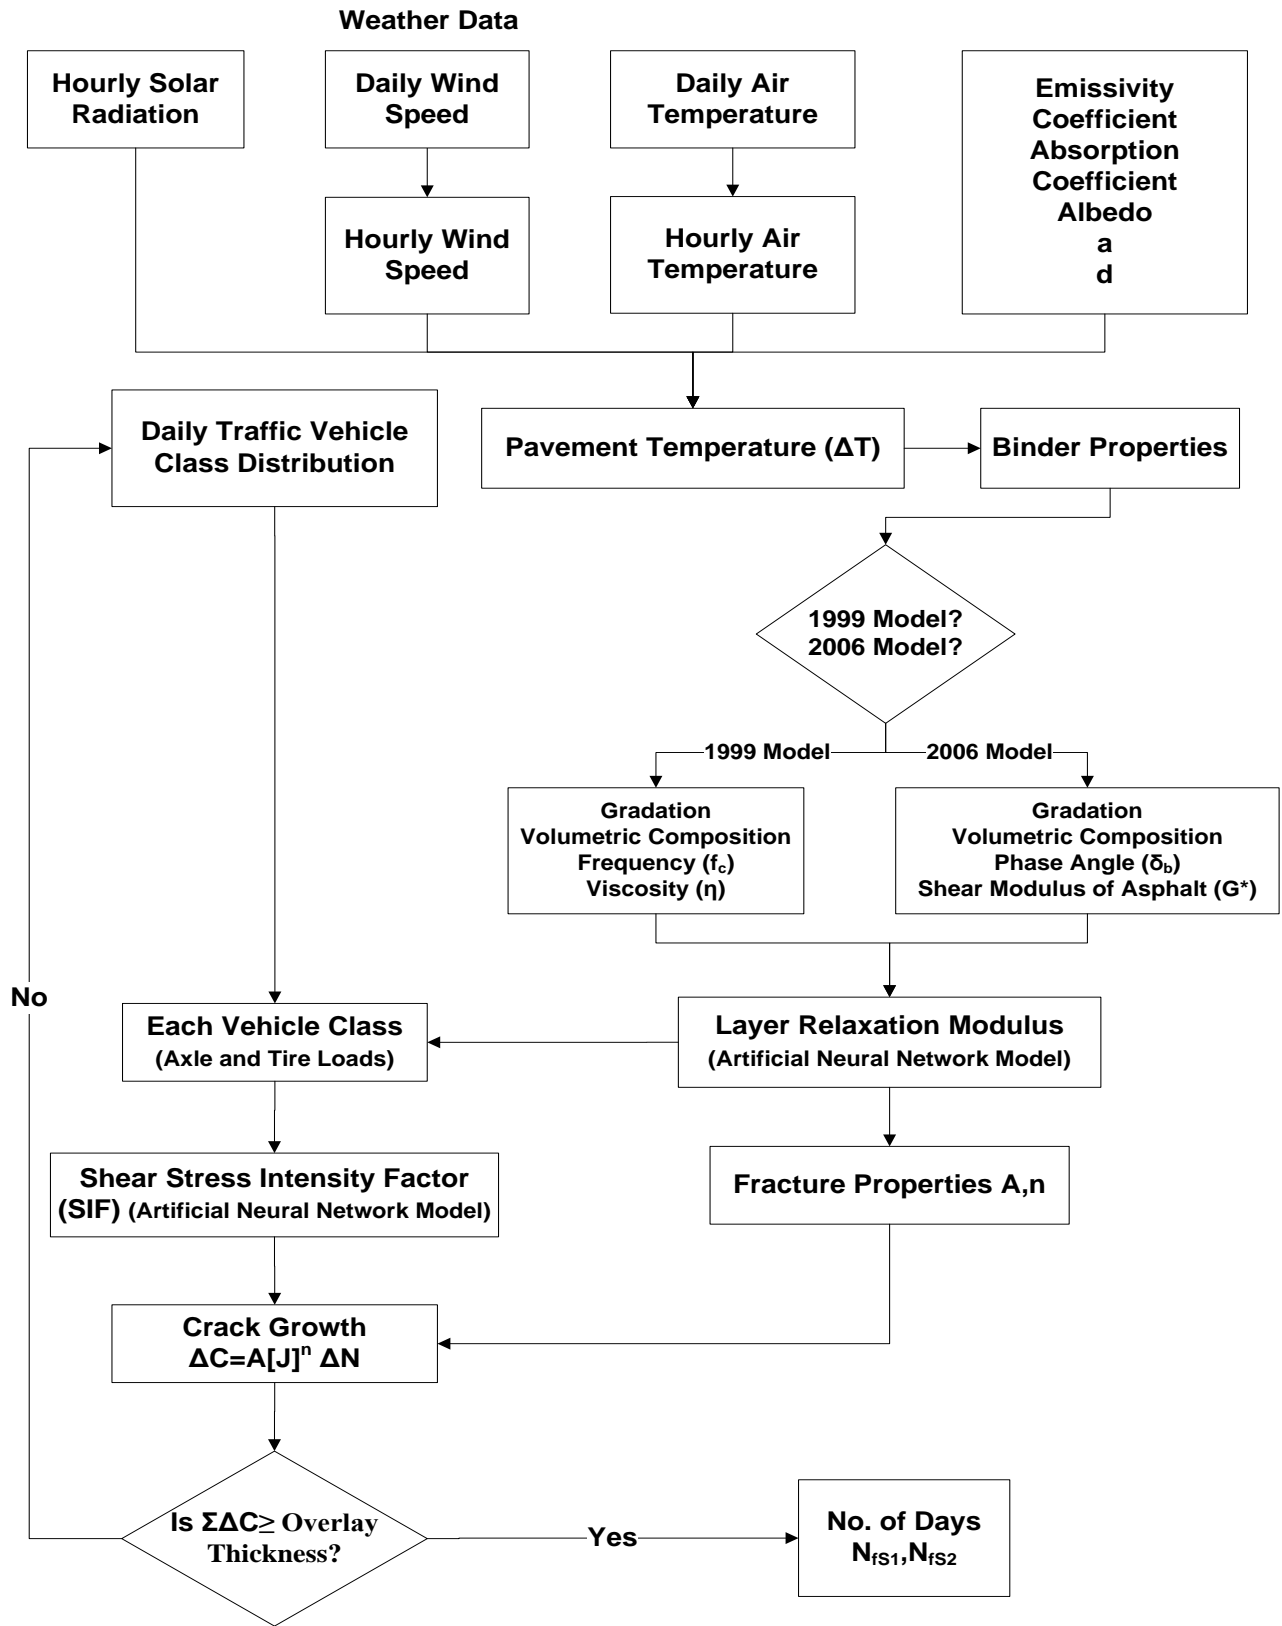 Weather Data
Hourly Solar
Radiation
Daily Wind
Speed
Daily Air
Temperature
Emissivity
Coefficient
Absorption
Coefficient
Albedo
a
d
Hourly Wind
Speed
Hourly Air
Temperature
Daily Traffic Vehicle
Class Distribution
Pavement Temperature (ΔT)
Binder Properties
1999 Model?
2006 Model?
1999 Model
2006 Model
Gradation
Volumetric Composition
Frequency (fc)
Viscosity (η)
Gradation
Volumetric Composition
Phase Angle (δb)
Shear Modulus of Asphalt (G*)
No
Each Vehicle Class
(Axle and Tire Loads)
Layer Relaxation Modulus
(Artificial Neural Network Model)
Shear Stress Intensity Factor
(SIF) (Artificial Neural Network Model)
Fracture Properties A,n
Crack Growth
ΔC=A[J]^n ΔN
Is ΣΔC≥ Overlay
Thickness?
Yes
No. of Days
NfS1,NfS2